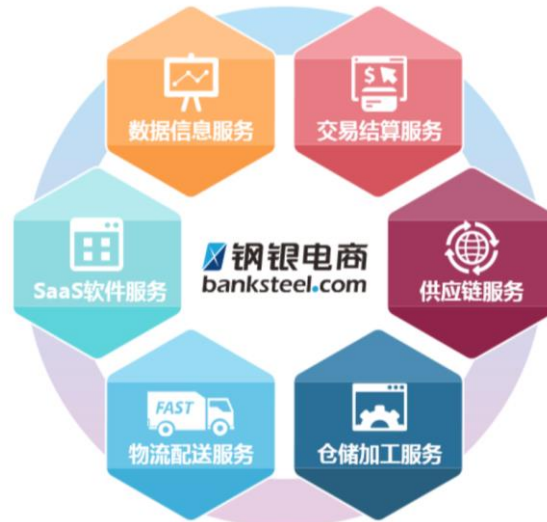 数据信息服务
$
交易结算服务
SaaS软件服务
钢银电商
banksteel.com
供应链服务
FAST
物流配送服务
仓储加工服务